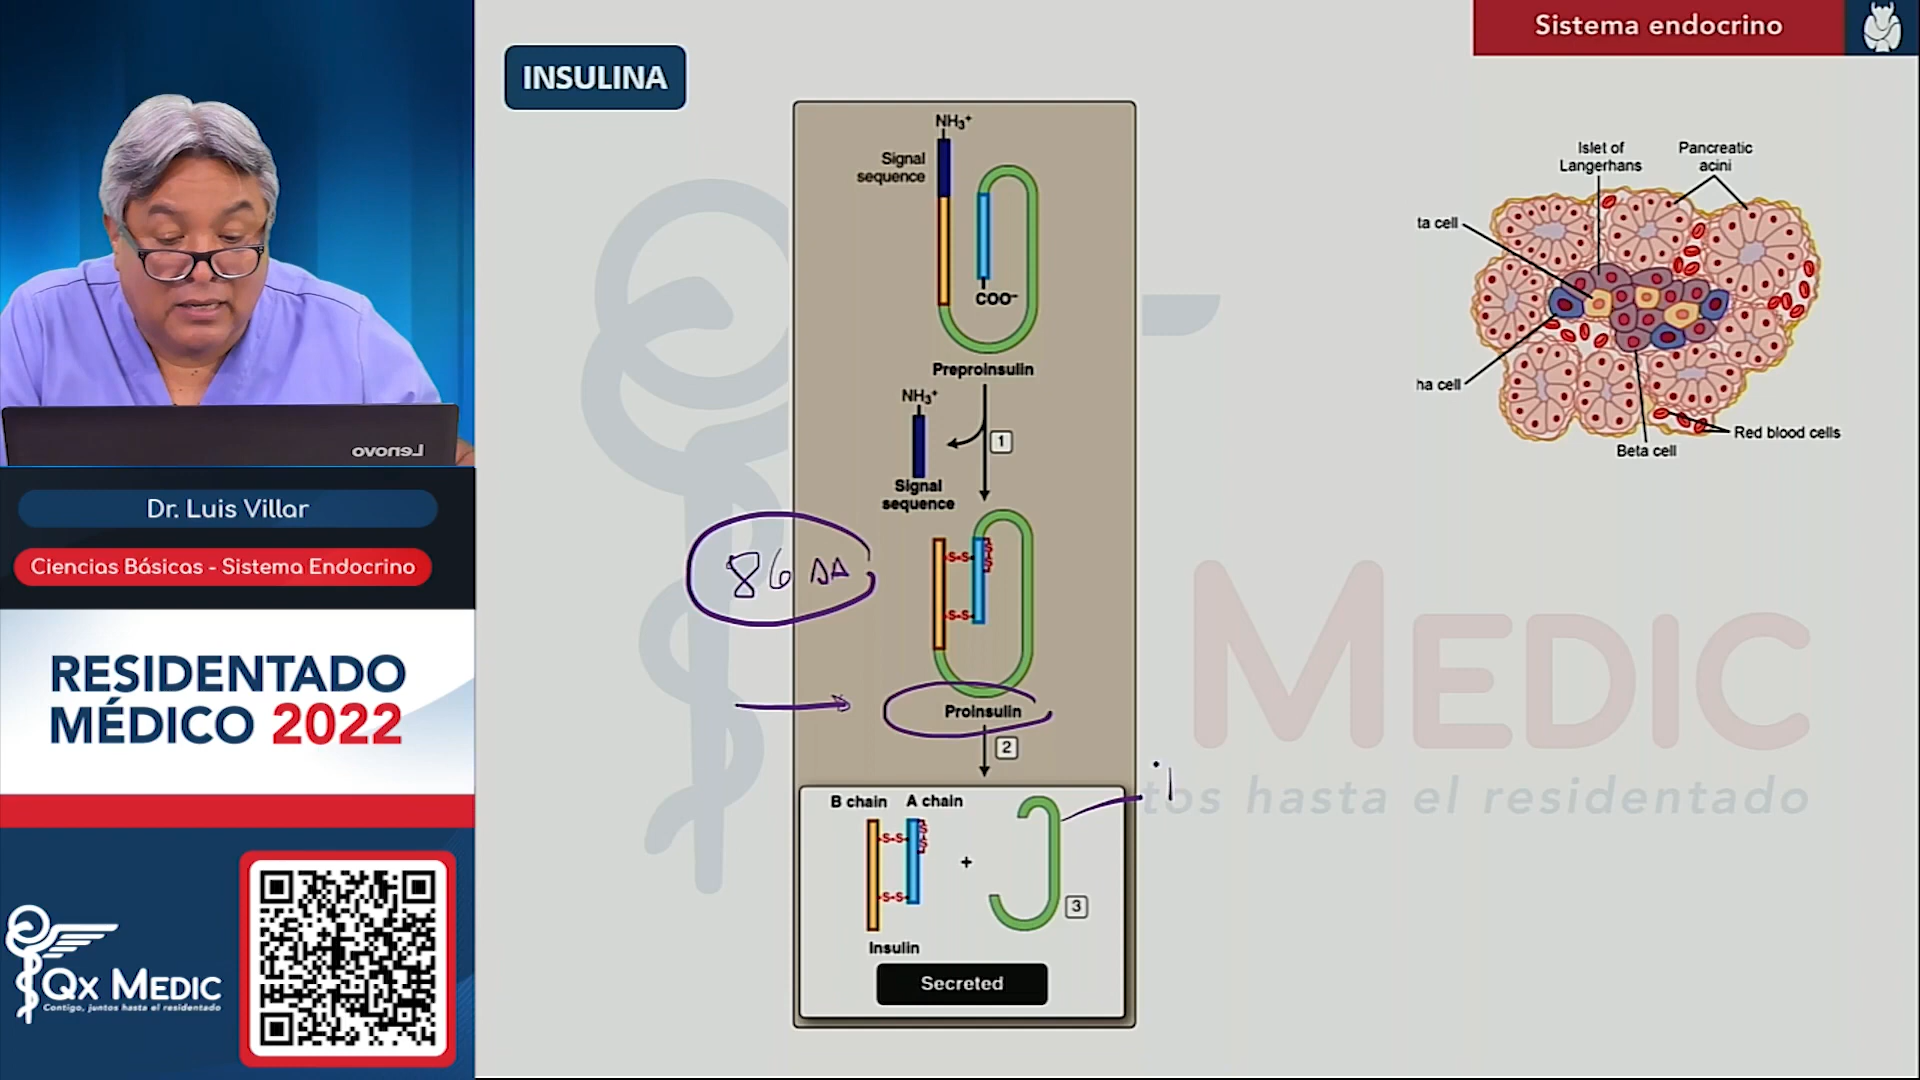 Sistema endocrino
INSULINA
NH₃⁺
Signal
sequence
COO⁻
Preproinsulin
NH₃⁺
1
Signal
sequence
86 AA
S-S
S
S
S-S
Proinsulin
2
B chain A chain
S-S
S
S
S-S
+
3
Insulin
Secreted
Islet of
Langerhans
Pancreatic
acini
ta cell
ha cell
Beta cell
Red blood cells
MEDIC
tos hasta el residentado
Lenovo
Dr. Luis Villar
Ciencias Básicas - Sistema Endocrino
RESIDENTADO
MÉDICO 2022
QX MEDIC
Contigo, juntos hasta el residentado